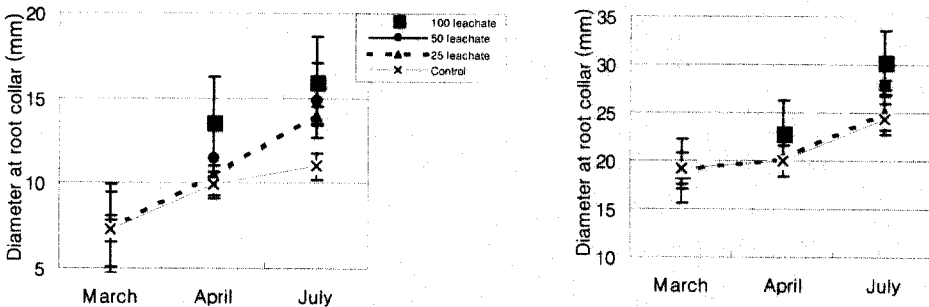 Diameter at root collar (mm)
20
15
10
5
March April July
100 leachate
50 leachate
25 leachate
Control
Diameter at root collar (mm)
35
30
25
20
15
10
March April July